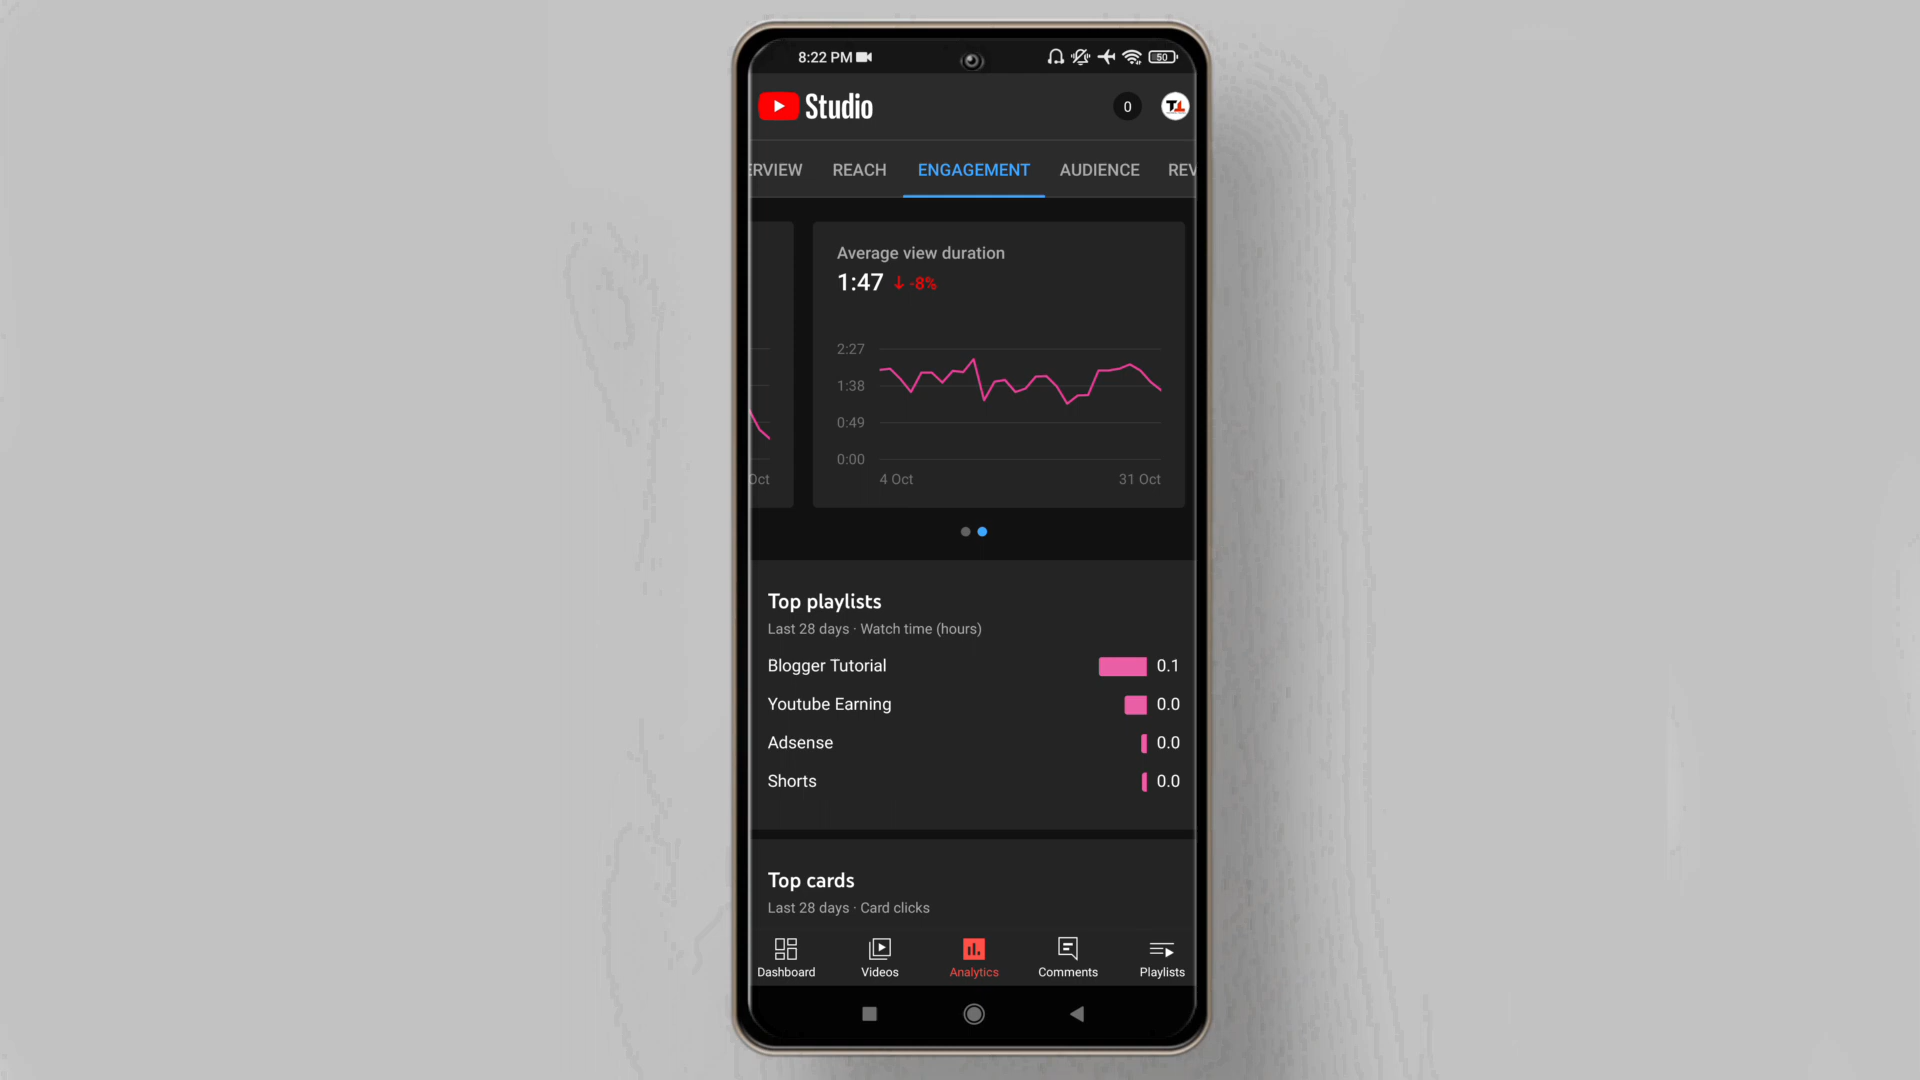 8:22 PM
50
Studio
0
TL
ERVIEW REACH ENGAGEMENT AUDIENCE REV
Average view duration
1:47 ↓ -8%
2:27
1:38
0:49
0:00
Oct
4 Oct 31 Oct
Top playlists
Last 28 days · Watch time (hours)
Blogger Tutorial 0.1
Youtube Earning 0.0
Adsense 0.0
Shorts 0.0
Top cards
Last 28 days · Card clicks
Dashboard Videos Analytics Comments Playlists